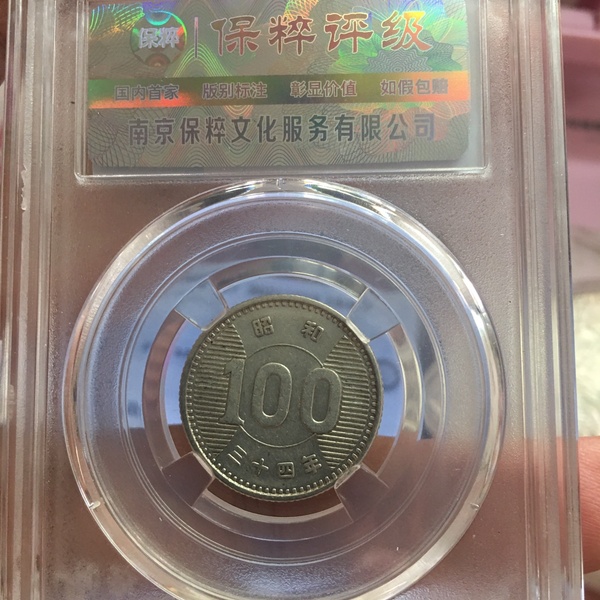 保粹 保粹评级
国内首家 版别标注 彰显价值 如假包赔
南京保粹文化服务有限公司
昭和
100
三十四年